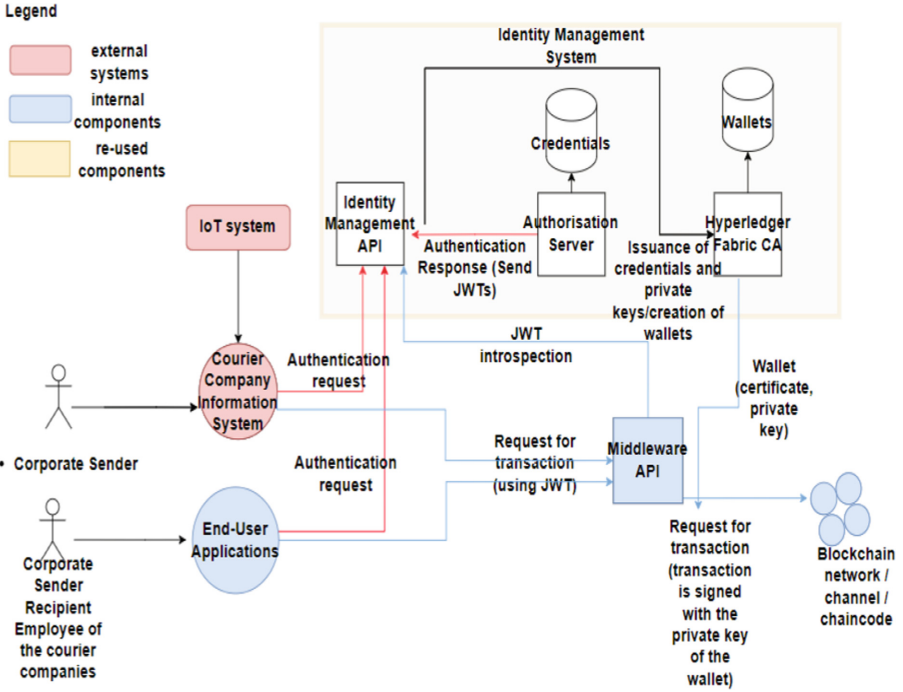 Legend
external
systems
internal
components
re-used
components
Identity Management
System
Credentials
Wallets
Identity
Management
API
Authorisation
Server
Hyperledger
Fabric CA
Authentication
Response (Send
JWTs)
Issuance of
credentials and
private
keys/creation of
wallets
IoT system
JWT
introspection
Courier
Company
Information
System
Authentication
request
Wallet
(certificate,
private
key)
• Corporate Sender
Authentication
request
Request for
transaction
(using JWT)
Middleware
API
End-User
Applications
Corporate
Sender
Recipient
Employee of
the courier
companies
Request for
transaction
(transaction
is signed
with the
private key
of the
wallet)
Blockchain
network /
channel /
chaincode